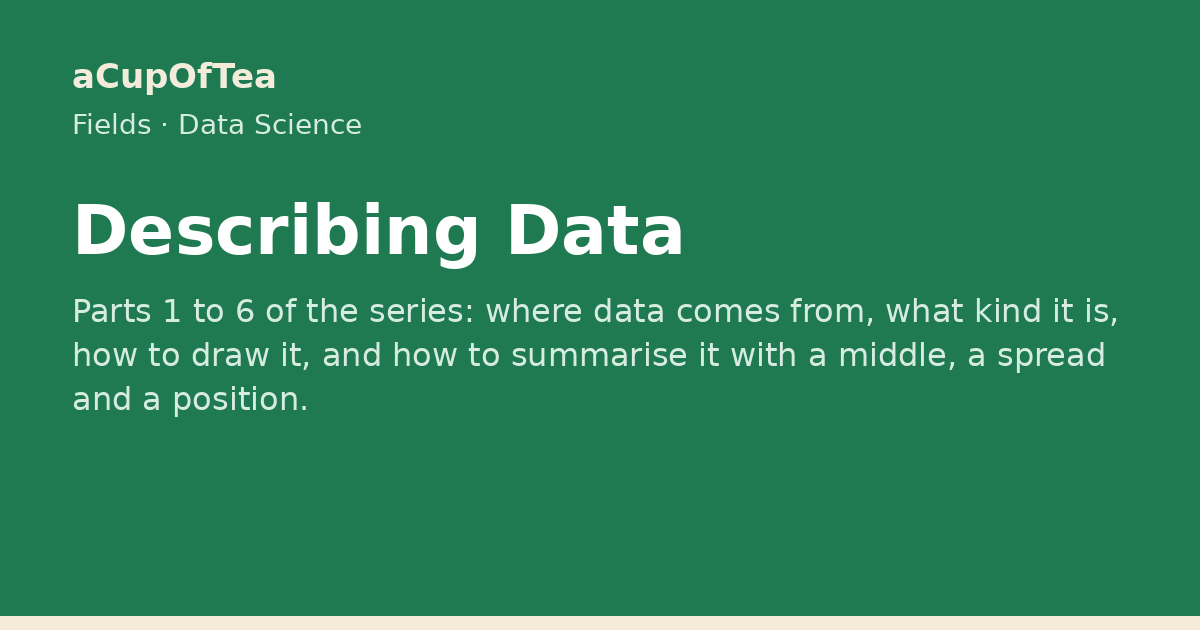 aCupOfTea
Fields · Data Science
Describing Data
Parts 1 to 6 of the series: where data comes from, what kind it is,
how to draw it, and how to summarise it with a middle, a spread
and a position.